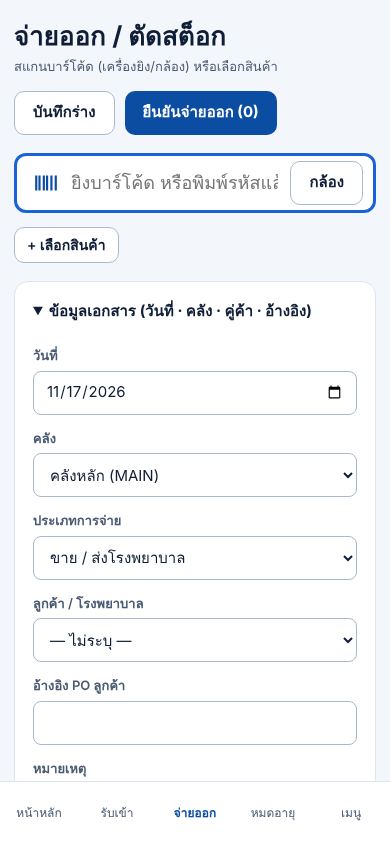 จ่ายออก / ตัดสต็อก
สแกนบาร์โค้ด (เครื่องยิง/กล้อง) หรือเลือกสินค้า
บันทึกร่าง
ยืนยันจ่ายออก (0)
ยิงบาร์โค้ด หรือพิมพ์รหัสแล้
กล้อง
+ เลือกสินค้า
▼ ข้อมูลเอกสาร (วันที่ · คลัง · คู่ค้า · อ้างอิง)
วันที่
11/17/2026
คลัง
คลังหลัก (MAIN)
ประเภทการจ่าย
ขาย / ส่งโรงพยาบาล
ลูกค้า / โรงพยาบาล
— ไม่ระบุ —
อ้างอิง PO ลูกค้า
หมายเหตุ
หน้าหลัก
รับเข้า
จ่ายออก
หมดอายุ
เมนู